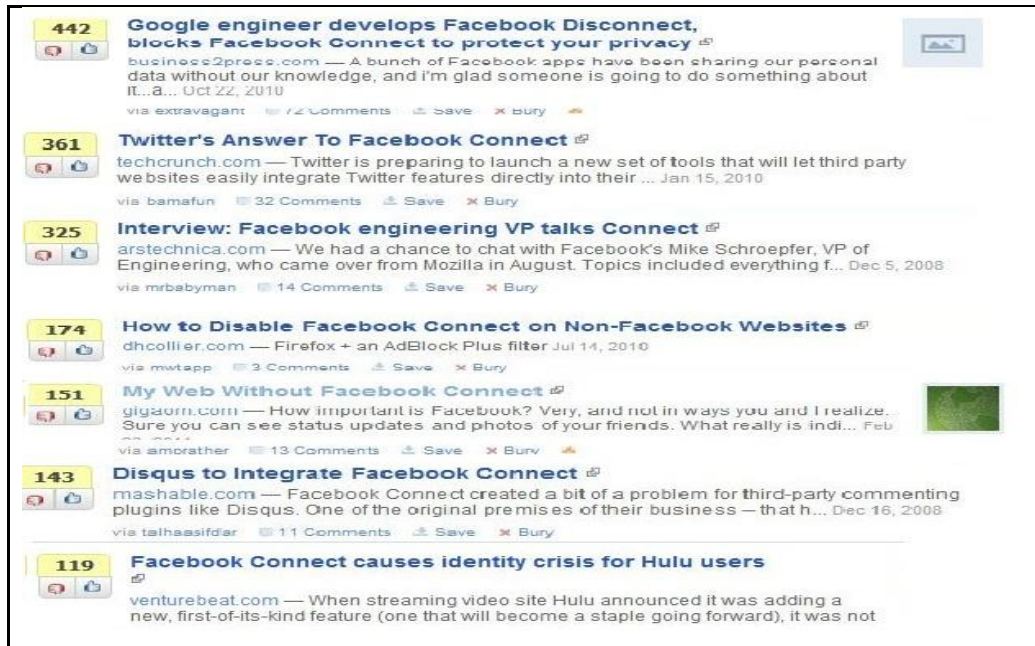 442
Google engineer develops Facebook Disconnect,
blocks Facebook Connect to protect your privacy
business2press.com — A bunch of Facebook apps have been sharing our personal
data without our knowledge, and i'm glad someone is going to do something about
it...a... Oct 22, 2010
via extravagant 72 Comments Save Bury
361
Twitter's Answer To Facebook Connect
techcrunch.com — Twitter is preparing to launch a new set of tools that will let third party
websites easily integrate Twitter features directly into their ... Jan 15, 2010
via bamafun 32 Comments Save Bury
325
Interview: Facebook engineering VP talks Connect
arstechnica.com — We had a chance to chat with Facebook's Mike Schroepfer, VP of
Engineering, who came over from Mozilla in August. Topics included everything f... Dec 5, 2008
via mrbabyman 14 Comments Save Bury
174
How to Disable Facebook Connect on Non-Facebook Websites
dhcollier.com — Firefox + an AdBlock Plus filter Jul 14, 2010
via mwtapp 3 Comments Save Bury
151
My Web Without Facebook Connect
gigaom.com — How important is Facebook? Very, and not in ways you and I realize.
Sure you can see status updates and photos of your friends. What really is indi... Feb
via amorather 13 Comments Save Bury
143
Disqus to Integrate Facebook Connect
mashable.com — Facebook Connect created a bit of a problem for third-party commenting
plugins like Disqus. One of the original premises of their business – that h... Dec 16, 2008
via talhaasifdar 11 Comments Save Bury
119
Facebook Connect causes identity crisis for Hulu users
venturebeat.com — When streaming video site Hulu announced it was adding a
new, first-of-its-kind feature (one that will become a staple going forward), it was not